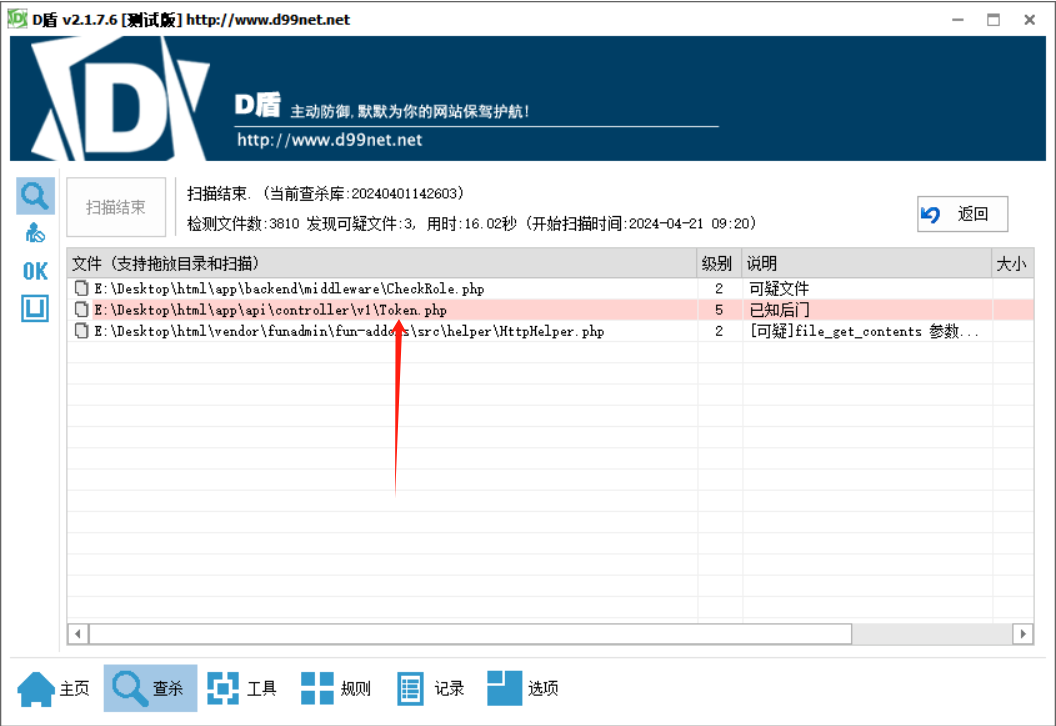 D盾 v2.1.7.6 [测试版] http://www.d99net.net
D盾 主动防御,默默为你的网站保驾护航!
http://www.d99net.net
扫描结束
扫描结束. (当前查杀库:20240401142603)
检测文件数:3810 发现可疑文件:3, 用时:16.02秒 (开始扫描时间:2024-04-21 09:20)
返回
OK
文件 (支持拖放目录和扫描) 级别 说明 大小
E:\Desktop\html\app\backend\middleware\CheckRole.php 2 可疑文件
E:\Desktop\html\app\api\controller\v1\Token.php 5 已知后门
E:\Desktop\html\vendor\funadmin\fun-addons\src\helper\HttpHelper.php 2 [可疑]file_get_contents 参数...
主页 查杀 工具 规则 记录 选项